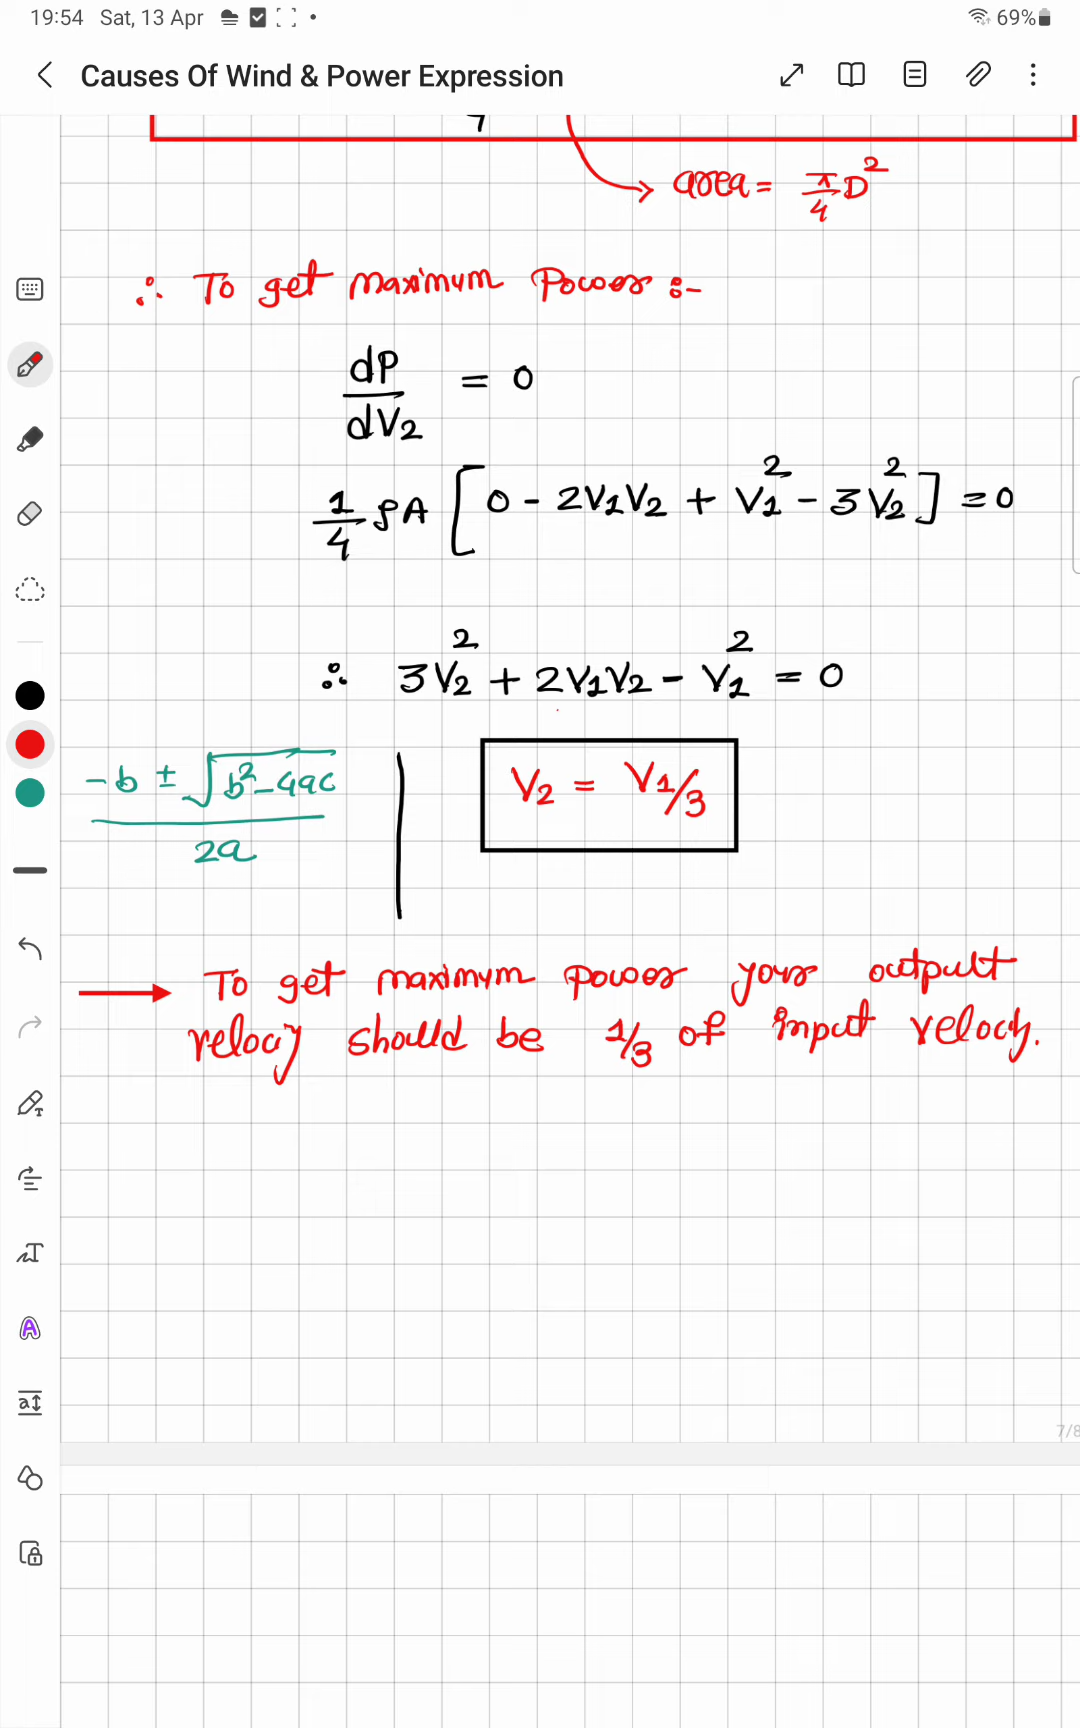 19:54 Sat, 13 Apr
69%
Causes Of Wind & Power Expression
area = π/4 D²
∴ To get maximum Power :-
dP/dV₂ = 0
1/4 ρA [0 - 2V₁V₂ + V₁² - 3V₂²] = 0
∴ 3V₂² + 2V₁V₂ - V₁² = 0
-b ± √b²-4ac
2a
V₂ = V₁/3
→ To get maximum power your output
velocity should be 1/3 of input velocity.
7/8